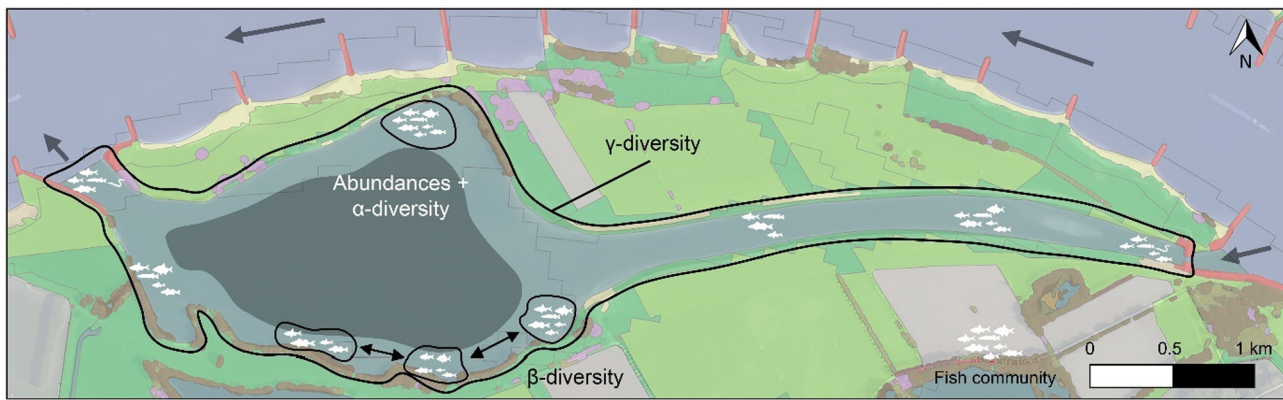 N
γ-diversity
Abundances +
α-diversity
β-diversity
Fish community
0 0.5 1 km